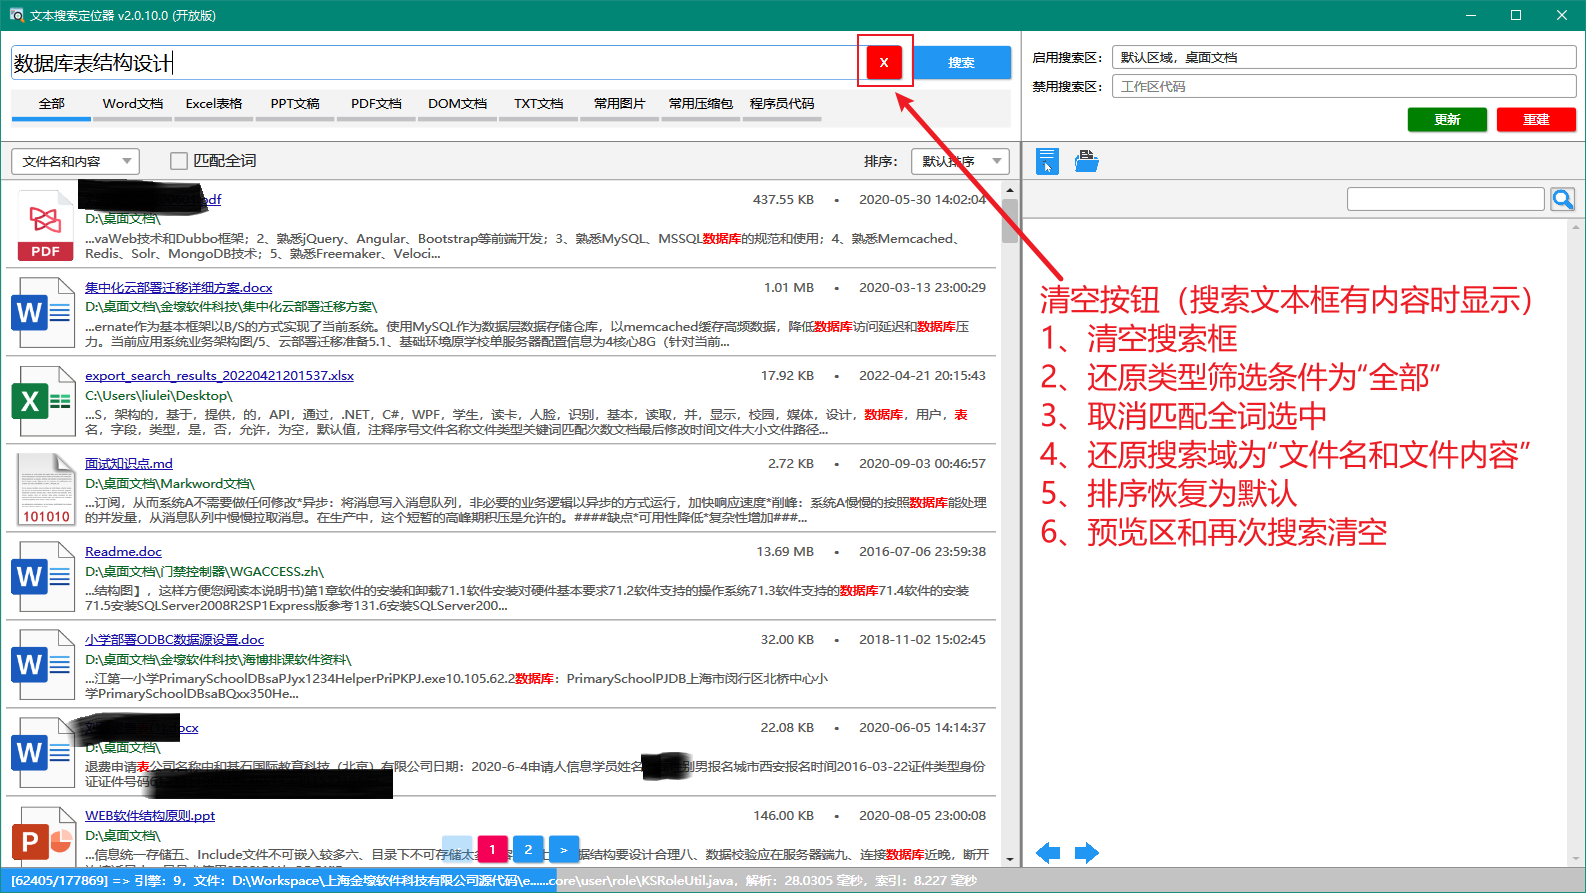 文本搜索定位器 v2.0.10.0 (开放版)
数据库表结构设计
X
搜索
启用搜索区：
默认区域，桌面文档
禁用搜索区：
工作区代码
更新
重建
全部
Word文档
Excel表格
PPT文稿
PDF文档
DOM文档
TXT文档
常用图片
常用压缩包
程序员代码
文件名和内容
匹配全词
排序：
默认排序
pdf
437.55 KB • 2020-05-30 14:02:04
D:\桌面文档\
...vaWeb技术和Dubbo框架；2、熟悉jQuery、Angular、Bootstrap等前端开发；3、熟悉MySQL、MSSQL数据库的规范和使用；4、熟悉Memcached、
Redis、Solr、MongoDB技术；5、熟悉Freemaker、Veloci...
PDF
集中化云部署迁移详细方案.docx
1.01 MB • 2020-03-13 23:00:29
D:\桌面文档\金壕软件科技\集中化云部署迁移方案\
...ernate作为基本框架以B/S的方式实现了当前系统。使用MySQL作为数据层数据存储仓库，以memcached缓存高频数据，降低数据库访问延迟和数据库压
力。当前应用系统业务架构图/5、云部署迁移准备5.1、基础环境原学校单服务器配置信息为4核心8G（针对当前...
W
export_search_results_20220421201537.xlsx
17.92 KB • 2022-04-21 20:15:43
C:\Users\liulei\Desktop\
...S，架构的，基于，提供，的，API，通过，.NET，C#，WPF，学生，读卡，人脸，识别，基本，读取，并，显示，校园，媒体，设计，数据库，用户，表
名，字段，类型，是，否，允许，为空，默认值，注释序号文件名称文件类型关键词匹配次数文档最后修改时间文件大小文件路径...
X
面试知识点.md
2.72 KB • 2020-09-03 00:46:57
D:\桌面文档\Markword文档\
...订阅，从而系统A不需要做任何修改*异步：将消息写入消息队列，非必要的业务逻辑以异步的方式运行，加快响应速度*削峰：系统A慢慢的按照数据库能处理
的并发量，从消息队列中慢慢拉取消息。在生产中，这个短暂的高峰期积压是允许的。####缺点*可用性降低*复杂性增加###...
101010
Readme.doc
13.69 MB • 2016-07-06 23:59:38
D:\桌面文档\门禁控制器\WGACCESS.zh\
...结构图】，这样方便您阅读本说明书)第1章软件的安装和卸载71.1软件安装对硬件基本要求71.2软件支持的操作系统71.3软件支持的数据库71.4软件的安装
71.5安装SQLServer2008R2SP1Express版参考131.6安装SQLServer200...
W
小学部署ODBC数据源设置.doc
32.00 KB • 2018-11-02 15:02:45
D:\桌面文档\金壕软件科技\海博排课软件资料\
...江第一小学PrimarySchoolDBsaPJyx1234HelperPriPKPJ.exe10.105.62.2数据库：PrimarySchoolPJDB上海市闵行区北桥中心小
学PrimarySchoolDBsaBQxx350He...
W
ocx
22.08 KB • 2020-06-05 14:14:37
D:\桌面文档\
退费申请表公司名称中和基石国际教育科技（北京）有限公司日期：2020-6-4申请人信息学员姓名 别男报名城市西安报名时间2016-03-22证件类型身份
证证件号码
W
WEB软件结构原则.ppt
146.00 KB • 2020-08-05 23:00:08
D:\桌面文档\
...信息统一存储五、Include文件不可嵌入较多六、目录下不可存储太多 据结构要设计合理八、数据校验应在服务器端九、连接数据库近晚，断开
P
1 2 >
清空按钮（搜索文本框有内容时显示）
1、清空搜索框
2、还原类型筛选条件为“全部”
3、取消匹配全词选中
4、还原搜索域为“文件名和文件内容”
5、排序恢复为默认
6、预览区和再次搜索清空
[62405/177869] => 引擎：9，文件：D:\Workspace\上海金壕软件科技有限公司源代码\e......core\user\role\KSRoleUtil.java，解析：28.0305 毫秒，索引：8.227 毫秒